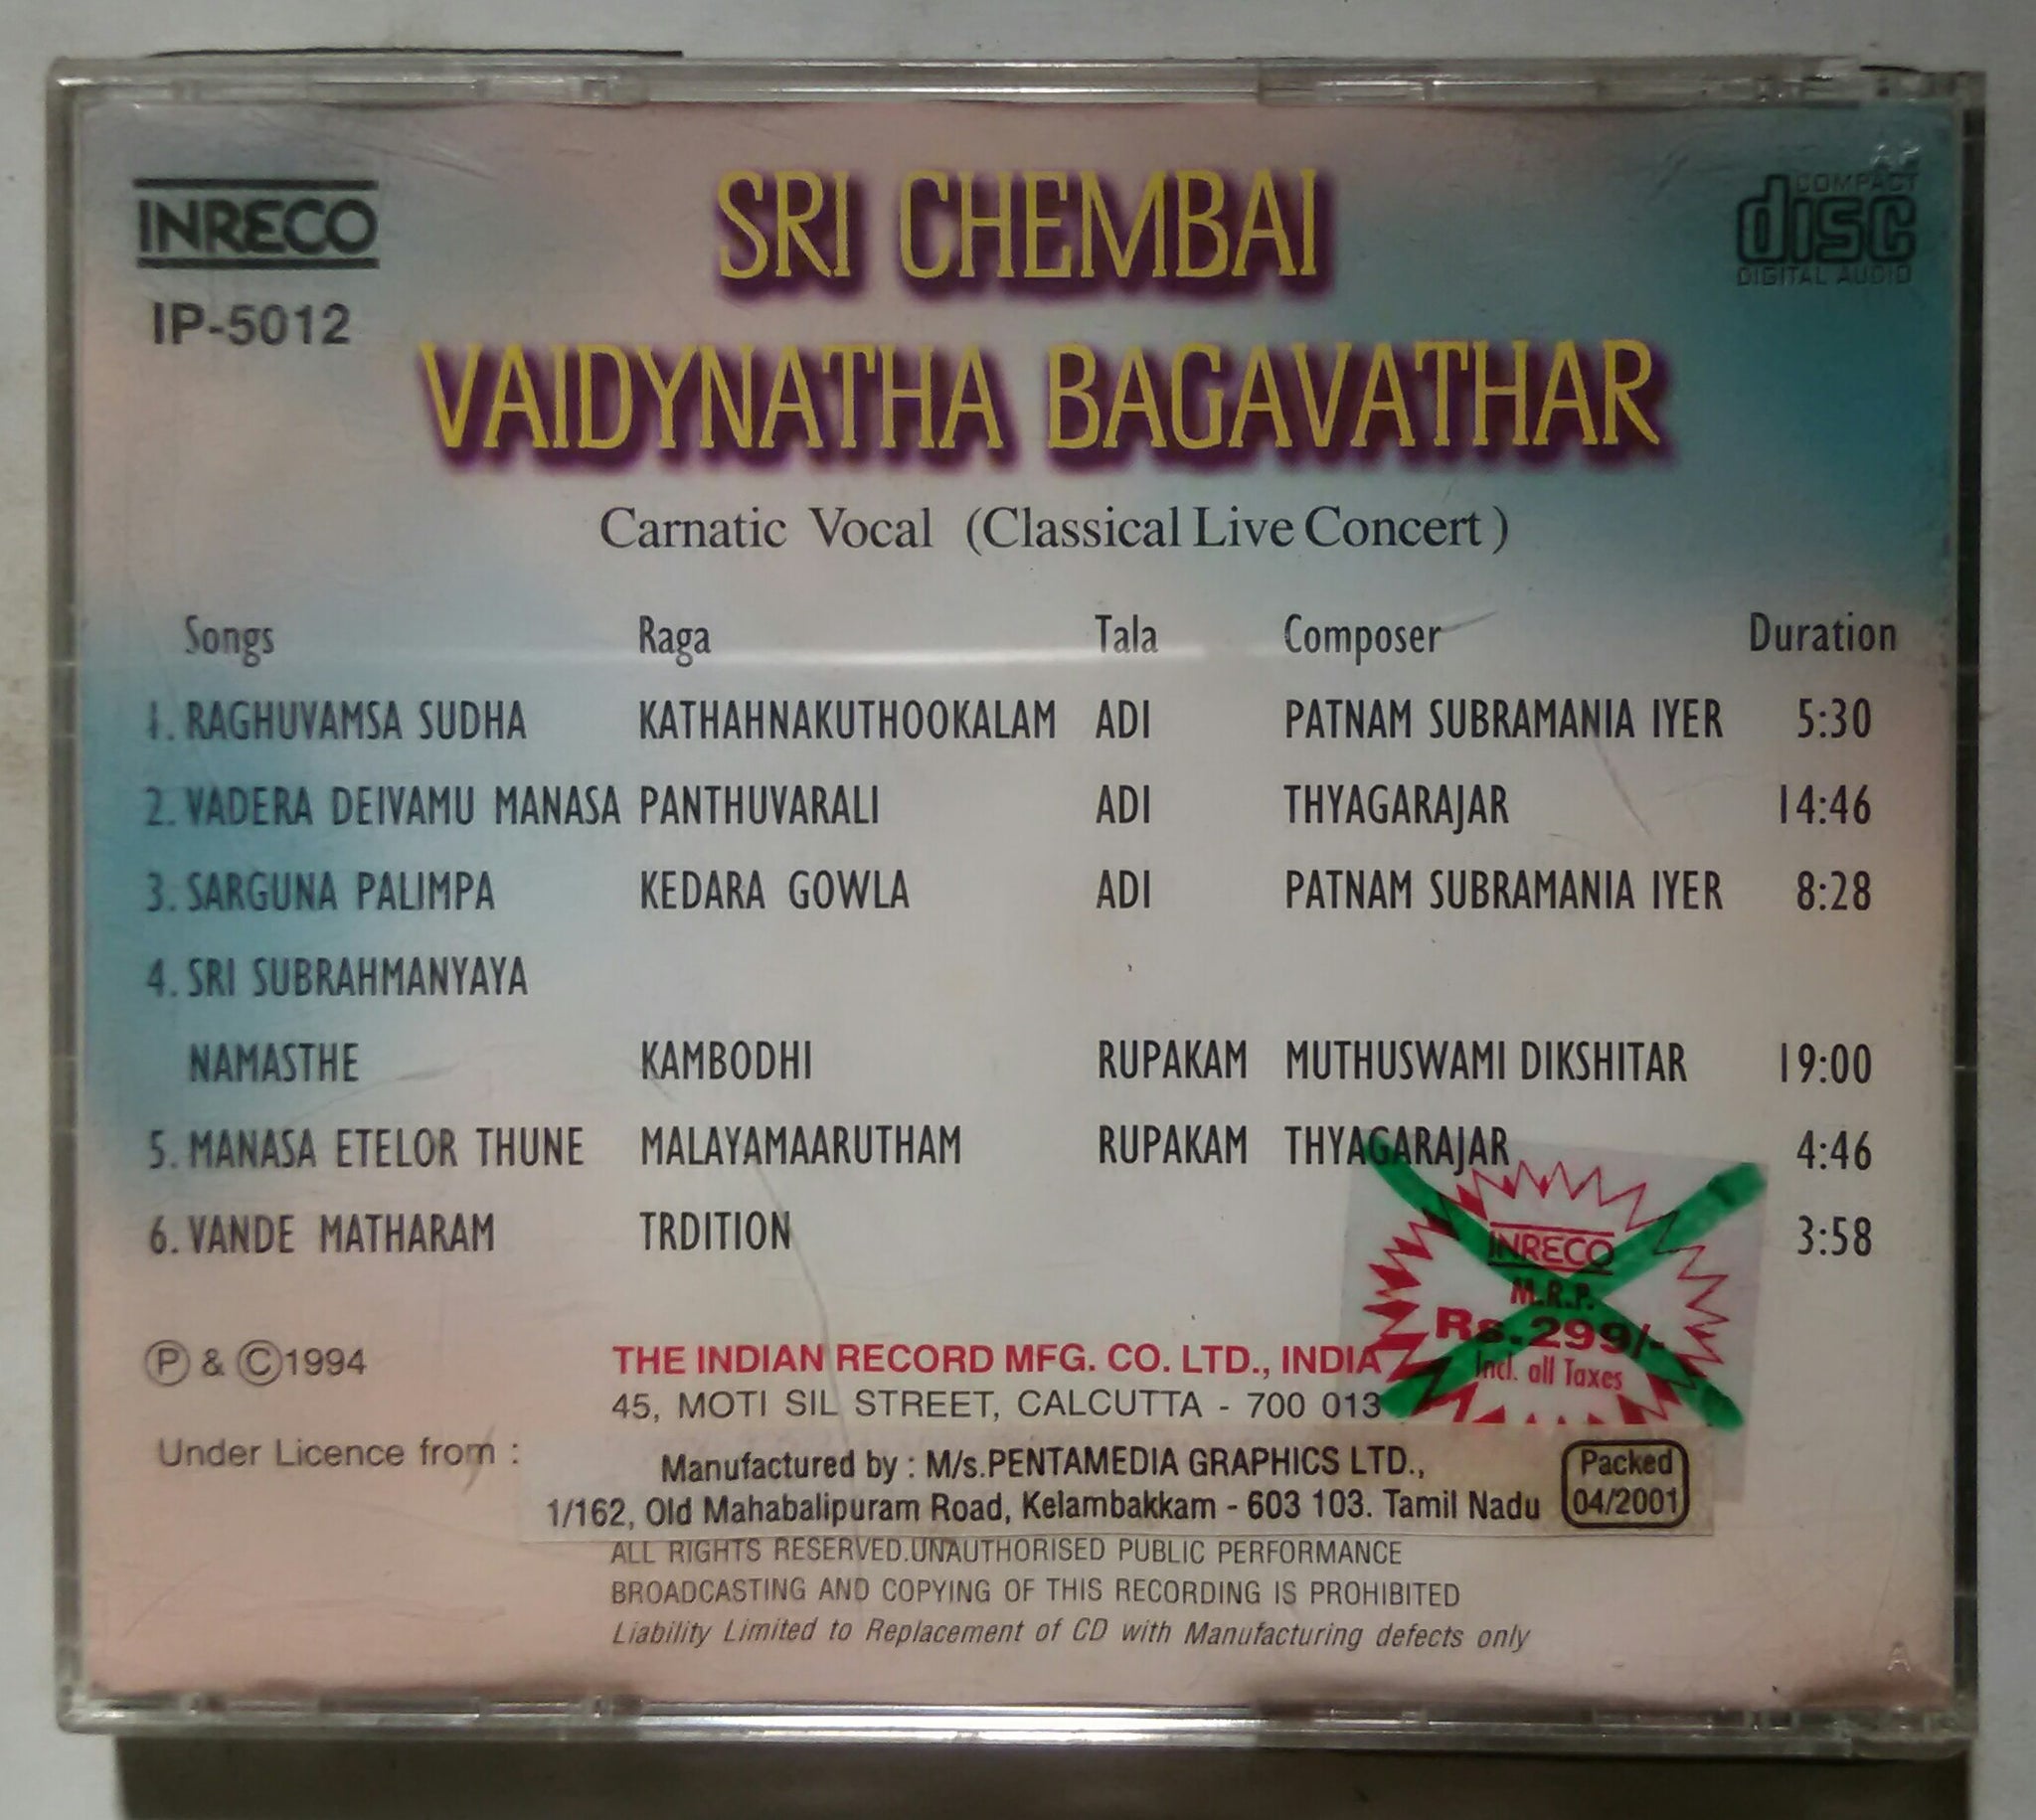 INRECO
IP-5012
SRI CHEMBAI
VAIDYNATHA BAGAVATHAR
COMPACT
disc
DIGITAL AUDIO
Carnatic Vocal (Classical Live Concert)
Songs Raga Tala Composer Duration
1. RAGHUVAMSA SUDHA KATHAHNAKUTHOOKALAM ADI PATNAM SUBRAMANIA IYER 5:30
2. VADERA DEIVAMU MANASA PANTHUVARALI ADI THYAGARAJAR 14:46
3. SARGUNA PALIMPA KEDARA GOWLA ADI PATNAM SUBRAMANIA IYER 8:28
4. SRI SUBRAHMANYAYA
NAMASTHE KAMBODHI RUPAKAM MUTHUSWAMI DIKSHITAR 19:00
5. MANASA ETELOR THUNE MALAYAMAARUTHAM RUPAKAM THYAGARAJAR 4:46
6. VANDE MATHARAM TRDITION 3:58
INRECO
M.R.P.
Rs.299/-
Incl. all Taxes
Ⓟ & Ⓒ1994 THE INDIAN RECORD MFG. CO. LTD., INDIA
45, MOTI SIL STREET, CALCUTTA - 700 013
Under Licence from :
Manufactured by : M/s.PENTAMEDIA GRAPHICS LTD.,
1/162, Old Mahabalipuram Road, Kelambakkam - 603 103. Tamil Nadu
Packed
04/2001
ALL RIGHTS RESERVED.UNAUTHORISED PUBLIC PERFORMANCE
BROADCASTING AND COPYING OF THIS RECORDING IS PROHIBITED
Liability Limited to Replacement of CD with Manufacturing defects only
A